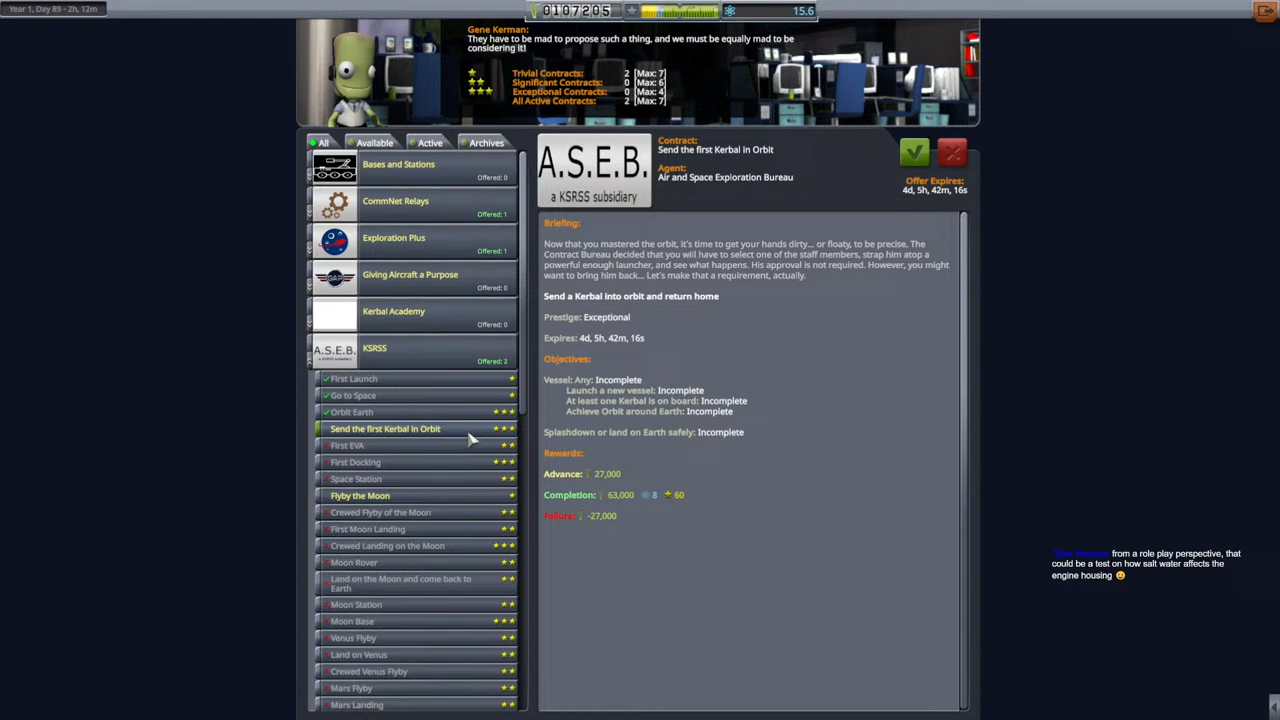 Year 1, Day 89 - 2h, 12m
0107205
15.6
Gene Kerman:
They have to be mad to propose such a thing, and we must be equally mad to be
considering it!
Trivial Contracts: 2 [Max: 7]
Significant Contracts: 0 [Max: 6]
Exceptional Contracts: 0 [Max: 4]
All Active Contracts: 2 [Max: 7]
All
Available
Active
Archives
Bases and Stations
Offered: 0
CommNet Relays
Offered: 1
Exploration Plus
Offered: 1
GAP
Giving Aircraft a Purpose
Offered: 0
Kerbal Academy
Offered: 0
A.S.E.B.
a KSRSS subsidiary
KSRSS
Offered: 2
First Launch
Go to Space
Orbit Earth
Send the first Kerbal in Orbit
First EVA
First Docking
Space Station
Flyby the Moon
Crewed Flyby of the Moon
First Moon Landing
Crewed Landing on the Moon
Moon Rover
Land on the Moon and come back to
Earth
Moon Station
Moon Base
Venus Flyby
Land on Venus
Crewed Venus Flyby
Mars Flyby
Mars Landing
A.S.E.B.
a KSRSS subsidiary
Contract:
Send the first Kerbal in Orbit
Agent:
Air and Space Exploration Bureau
Offer Expires:
4d, 5h, 42m, 16s
Briefing:
Now that you mastered the orbit, it's time to get your hands dirty... or floaty, to be precise. The
Contract Bureau decided that you will have to select one of the staff members, strap him atop a
powerful enough launcher, and see what happens. His approval is not required. However, you might
want to bring him back... Let's make that a requirement, actually.
Send a Kerbal into orbit and return home
Prestige: Exceptional
Expires: 4d, 5h, 42m, 16s
Objectives:
Vessel: Any: Incomplete
Launch a new vessel: Incomplete
At least one Kerbal is on board: Incomplete
Achieve Orbit around Earth: Incomplete
Splashdown or land on Earth safely: Incomplete
Rewards:
Advance: 27,000
Completion: 63,000 8 60
Failure: -27,000
from a role play perspective, that
could be a test on how salt water affects the
engine housing